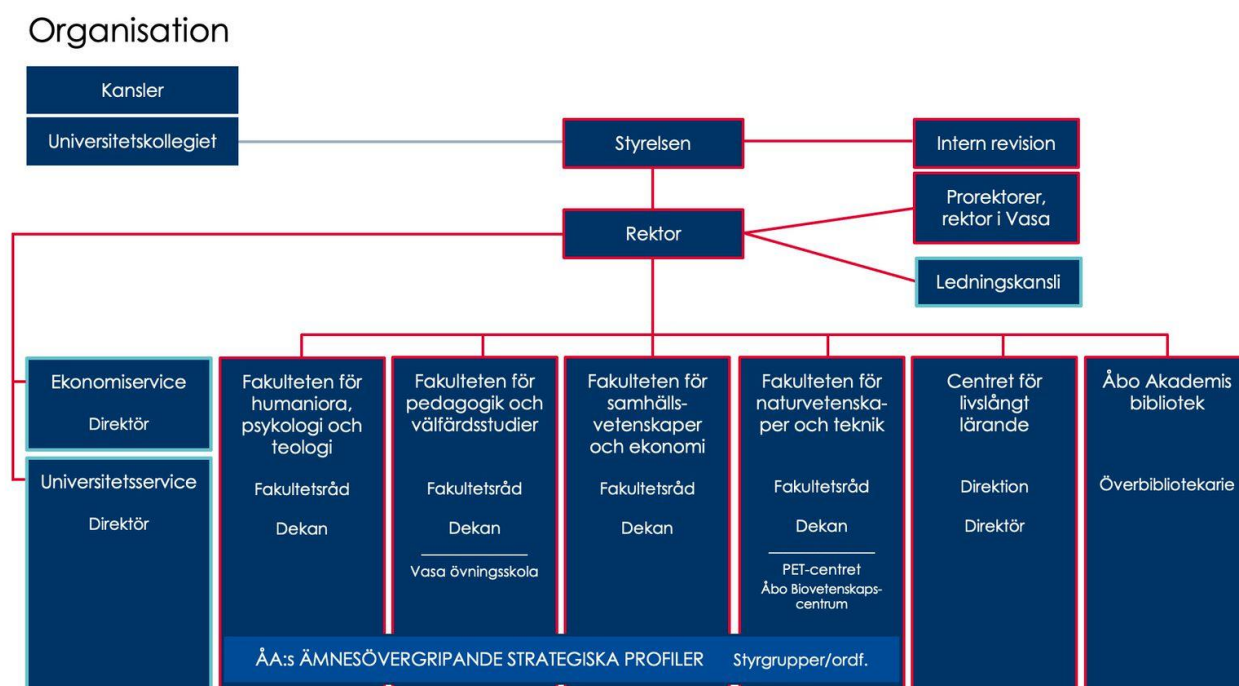 Organisation
Kansler
Universitetskollegiet
Styrelsen
Intern revision
Prorektorer,
rektor i Vasa
Rektor
Ledningskansli
Ekonomiservice
Direktör
Universitetsservice
Direktör
Fakulteten för
humaniora,
psykologi och
teologi
Fakultetsråd
Dekan
Fakulteten för
pedagogik och
välfärdsstudier
Fakultetsråd
Dekan
Vasa övningsskola
Fakulteten för
samhälls-
vetenskaper
och ekonomi
Fakultetsråd
Dekan
Fakulteten för
naturvetenska-
per och teknik
Fakultetsråd
Dekan
PET-centret
Åbo Biovetenskaps-
centrum
Centret för
livslångt
lärande
Direktion
Direktör
Åbo Akademis
bibliotek
Överbibliotekarie
ÅA:s ÄMNESÖVERGRIPANDE STRATEGISKA PROFILER Styrgrupper/ordf.